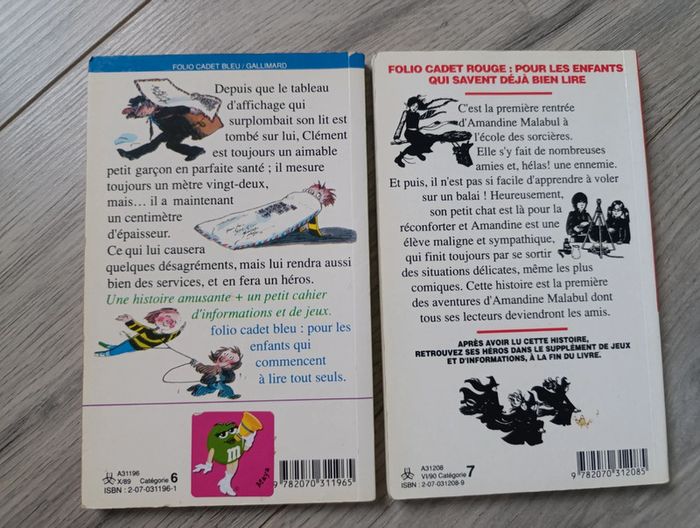 FOLIO CADET BLEU / GALLIMARD
Depuis que le tableau
d'affichage qui
surplombait son lit est
tombé sur lui, Clément
est toujours un aimable
petit garçon en parfaite santé ; il mesure
toujours un mètre vingt-deux,
mais... il a maintenant
un centimètre
d'épaisseur.
Ce qui lui causera
quelques désagréments, mais lui rendra aussi
bien des services, et en fera un héros.
Une histoire amusante + un petit cahier
d'informations et de jeux.
folio cadet bleu : pour les
enfants qui
commencent
à lire tout seuls.
m
Maya
A31196
X/89 Catégorie 6
ISBN : 2-07-031196-1
9 782070 311965
FOLIO CADET ROUGE : POUR LES ENFANTS
QUI SAVENT DÉJÀ BIEN LIRE
C'est la première rentrée
d'Amandine Malabul à
l'école des sorcières.
Elle s'y fait de nombreuses
amies et, hélas! une ennemie.
Et puis, il n'est pas si facile d'apprendre à voler
sur un balai ! Heureusement,
son petit chat est là pour la
réconforter et Amandine est une
élève maligne et sympathique,
qui finit toujours par se sortir
des situations délicates, même les plus
comiques. Cette histoire est la première
des aventures d'Amandine Malabul dont
tous ses lecteurs deviendront les amis.
APRÈS AVOIR LU CETTE HISTOIRE,
RETROUVEZ SES HÉROS DANS LE SUPPLÉMENT DE JEUX
ET D'INFORMATIONS, À LA FIN DU LIVRE.
A31208
VI/90 Catégorie 7
ISBN : 2-07-031208-9
9 782070 312085